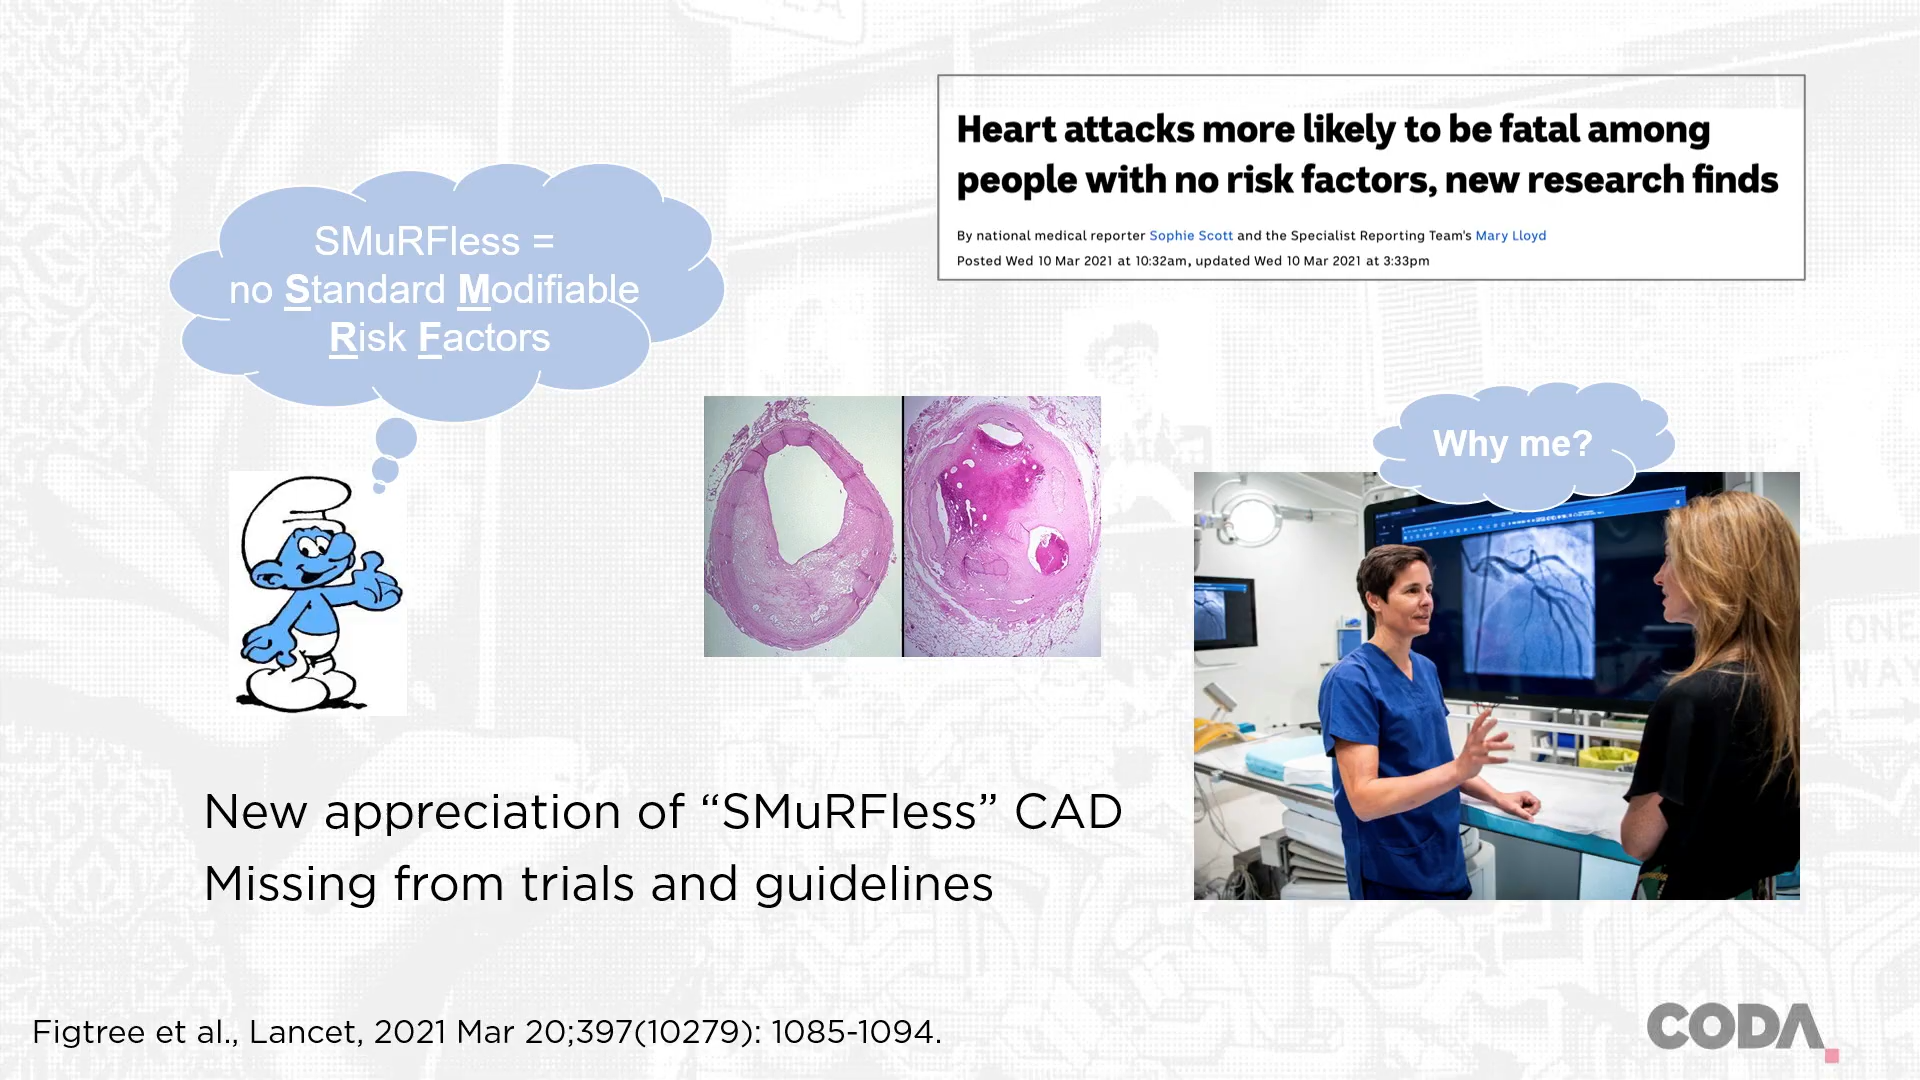 Heart attacks more likely to be fatal among
people with no risk factors, new research finds
By national medical reporter Sophie Scott and the Specialist Reporting Team's Mary Lloyd
Posted Wed 10 Mar 2021 at 10:32am, updated Wed 10 Mar 2021 at 3:33pm
SMuRFless =
no Standard Modifiable
Risk Factors
Why me?
ONE
WAY
New appreciation of “SMuRFless” CAD
Missing from trials and guidelines
Figtree et al., Lancet, 2021 Mar 20;397(10279): 1085-1094.
CODA